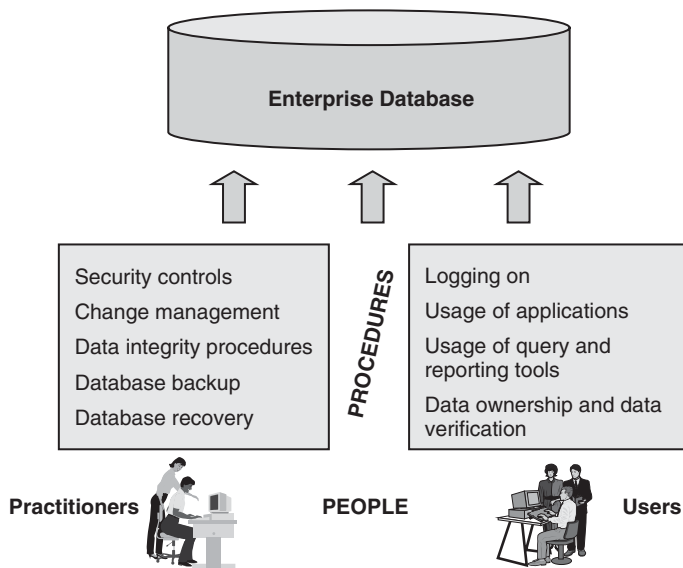 Enterprise Database
Security controls
Change management
Data integrity procedures
Database backup
Database recovery
PROCEDURES
Logging on
Usage of applications
Usage of query and
reporting tools
Data ownership and data
verification
Practitioners
PEOPLE
Users